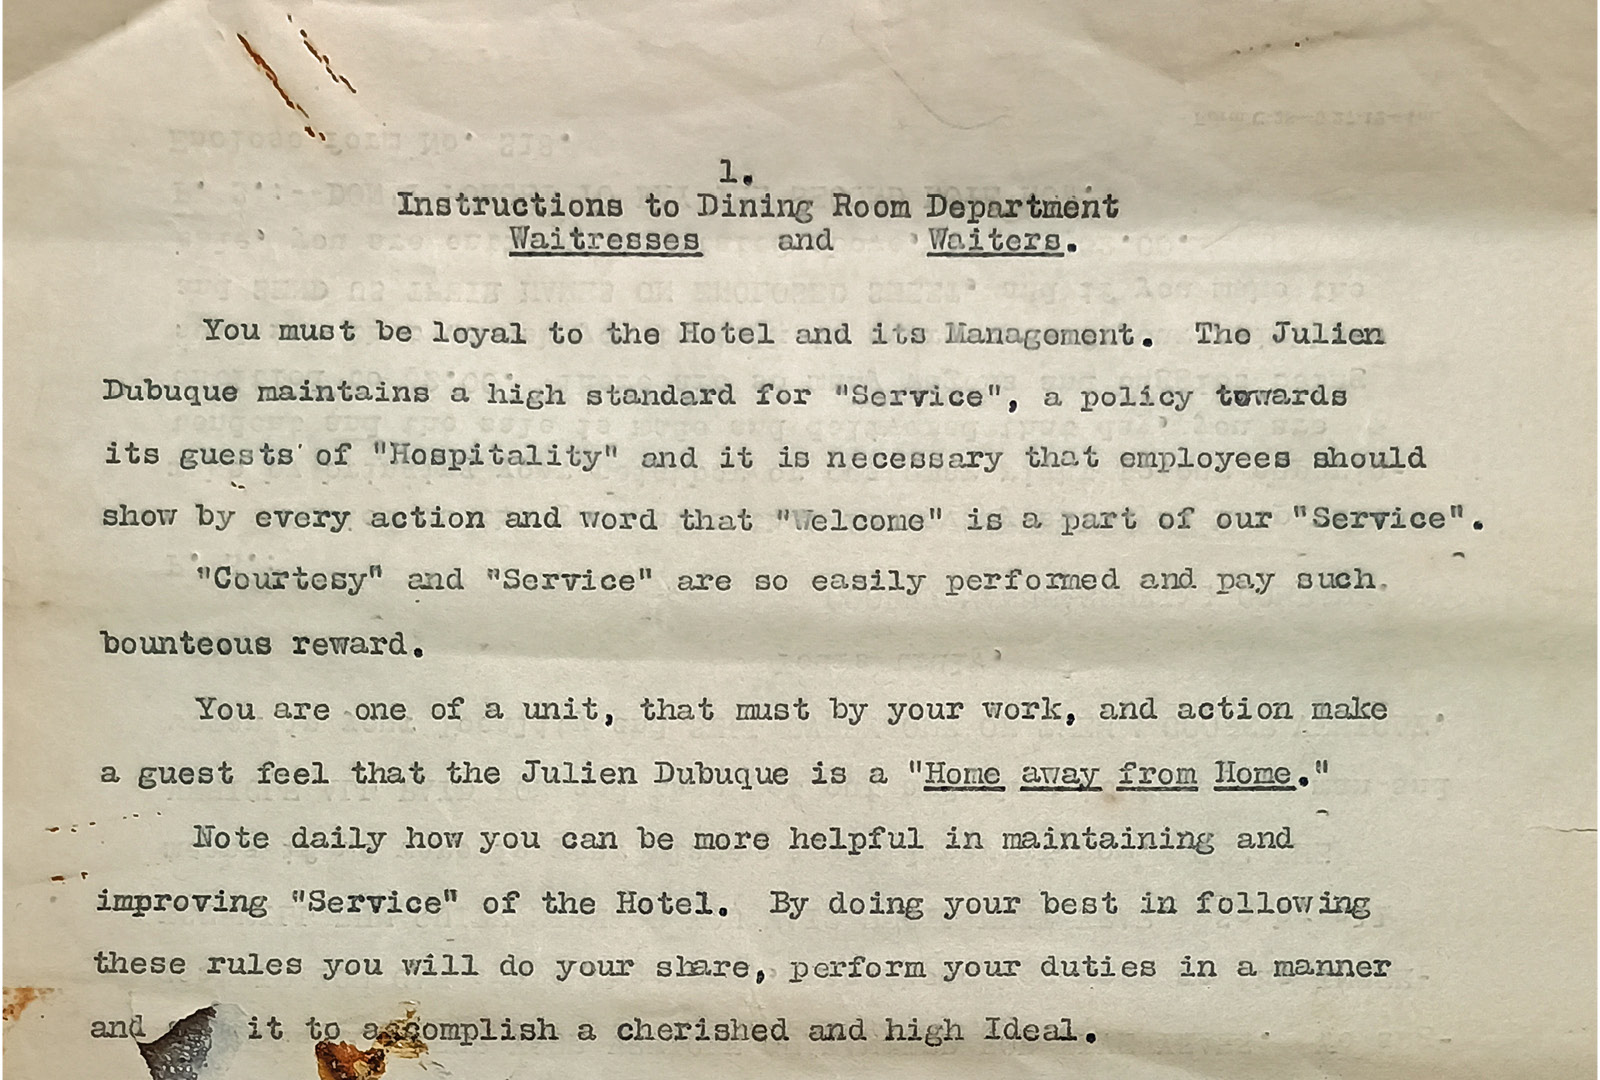 1.
Instructions to Dining Room Department
Waitresses and Waiters.
You must be loyal to the Hotel and its Management. The Julien
Dubuque maintains a high standard for "Service", a policy towards
its guests' of "Hospitality" and it is necessary that employees should
show by every action and word that "Welcome" is a part of our "Service".
"Courtesy" and "Service" are so easily performed and pay such
bounteous reward.
You are one of a unit, that must by your work, and action make
a guest feel that the Julien Dubuque is a "Home away from Home."
Note daily how you can be more helpful in maintaining and
improving "Service" of the Hotel. By doing your best in following
these rules you will do your share, perform your duties in a manner
and it to accomplish a cherished and high Ideal.